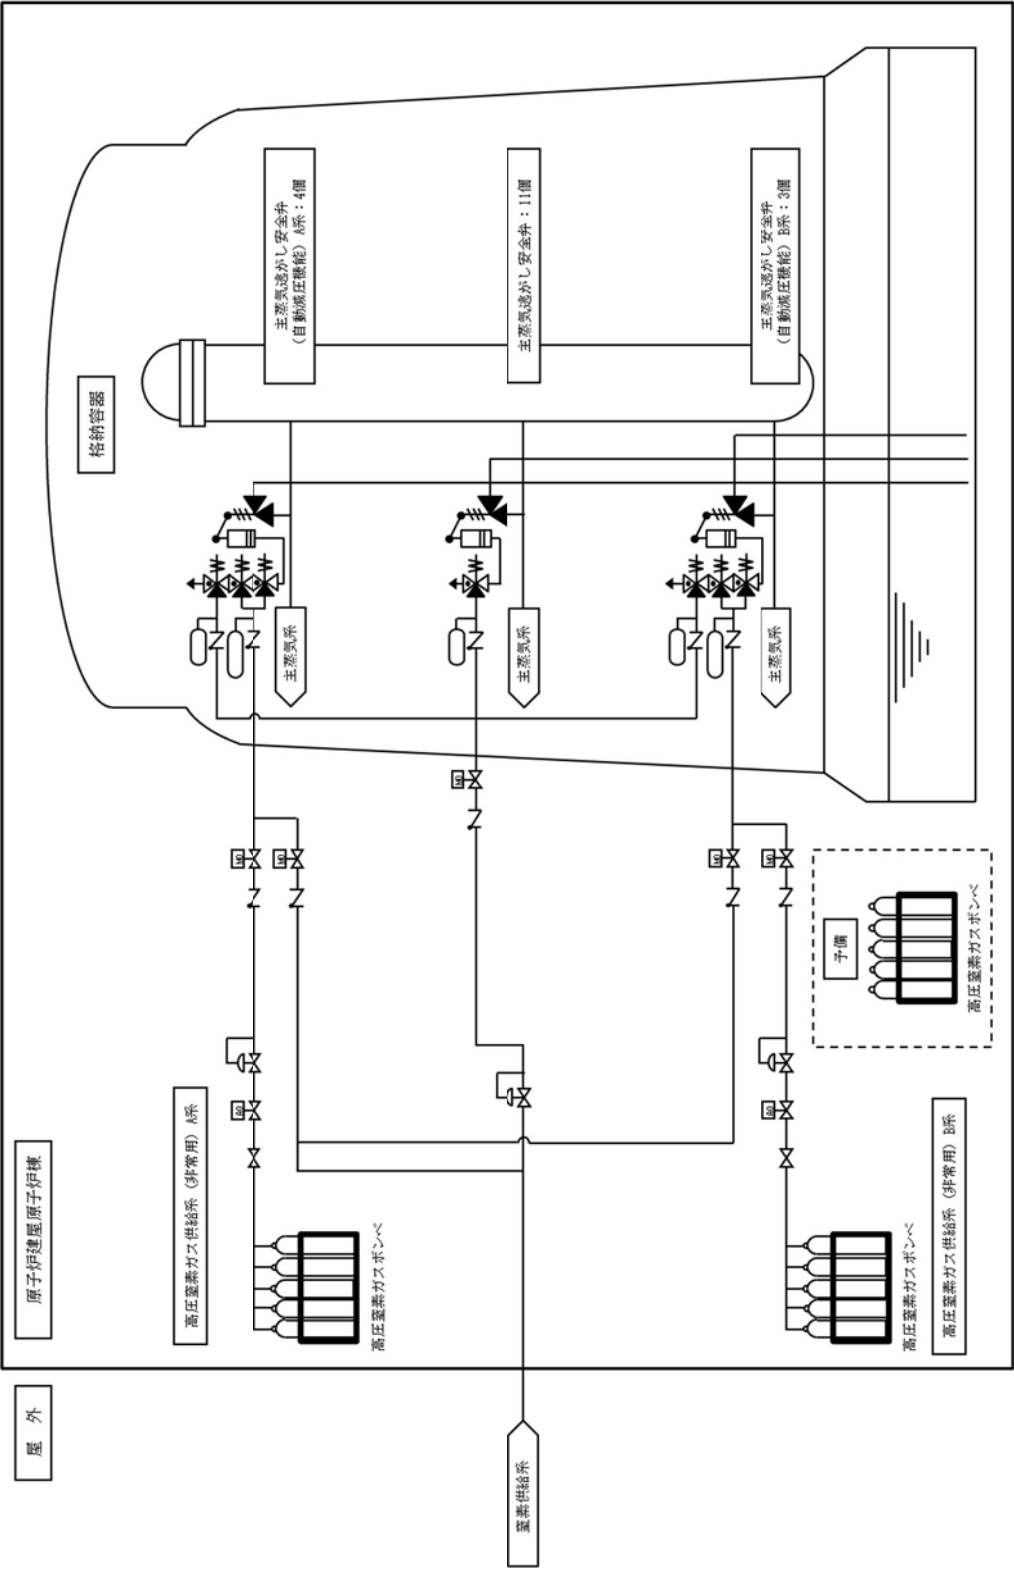 屋 外
原子炉建屋原子炉棟
格納容器
高圧窒素ガス供給系（非常用）A系
AO
MO
MO
主蒸気系
主蒸気逃がし安全弁
（自動減圧機能）A系：4個
高圧窒素ガスボンベ
MO
窒素供給系
主蒸気系
主蒸気逃がし安全弁：11個
MO
AO
MO
主蒸気系
主蒸気逃がし安全弁
（自動減圧機能）B系：3個
予備
高圧窒素ガスボンベ
高圧窒素ガスボンベ
高圧窒素ガス供給系（非常用）B系